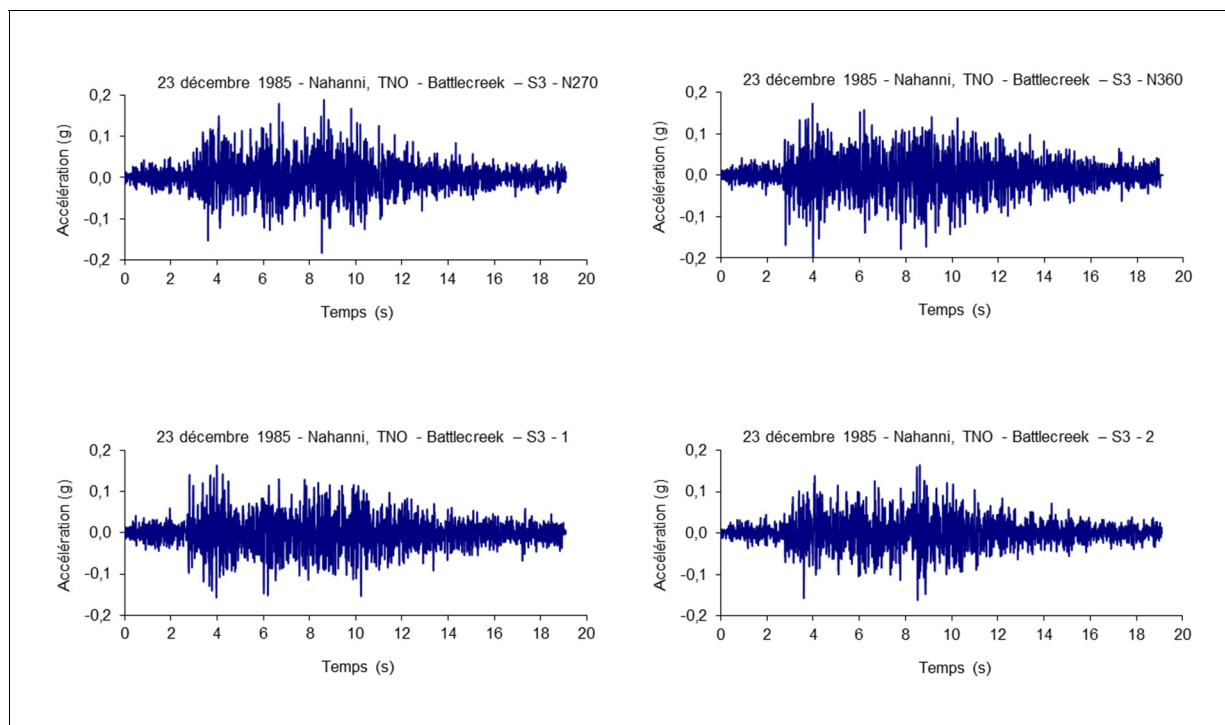 23 décembre 1985 - Nahanni, TNO - Battlecreek – S3 - N270
0,2
0,1
0,0
-0,1
-0,2
Accélération (g)
0 2 4 6 8 10 12 14 16 18 20
Temps (s)
23 décembre 1985 - Nahanni, TNO - Battlecreek – S3 - N360
0,2
0,1
0,0
-0,1
-0,2
Accélération (g)
0 2 4 6 8 10 12 14 16 18 20
Temps (s)
23 décembre 1985 - Nahanni, TNO - Battlecreek – S3 - 1
0,2
0,1
0,0
-0,1
-0,2
Accélération (g)
0 2 4 6 8 10 12 14 16 18 20
Temps (s)
23 décembre 1985 - Nahanni, TNO - Battlecreek – S3 - 2
0,2
0,1
0,0
-0,1
-0,2
Accélération (g)
0 2 4 6 8 10 12 14 16 18 20
Temps (s)